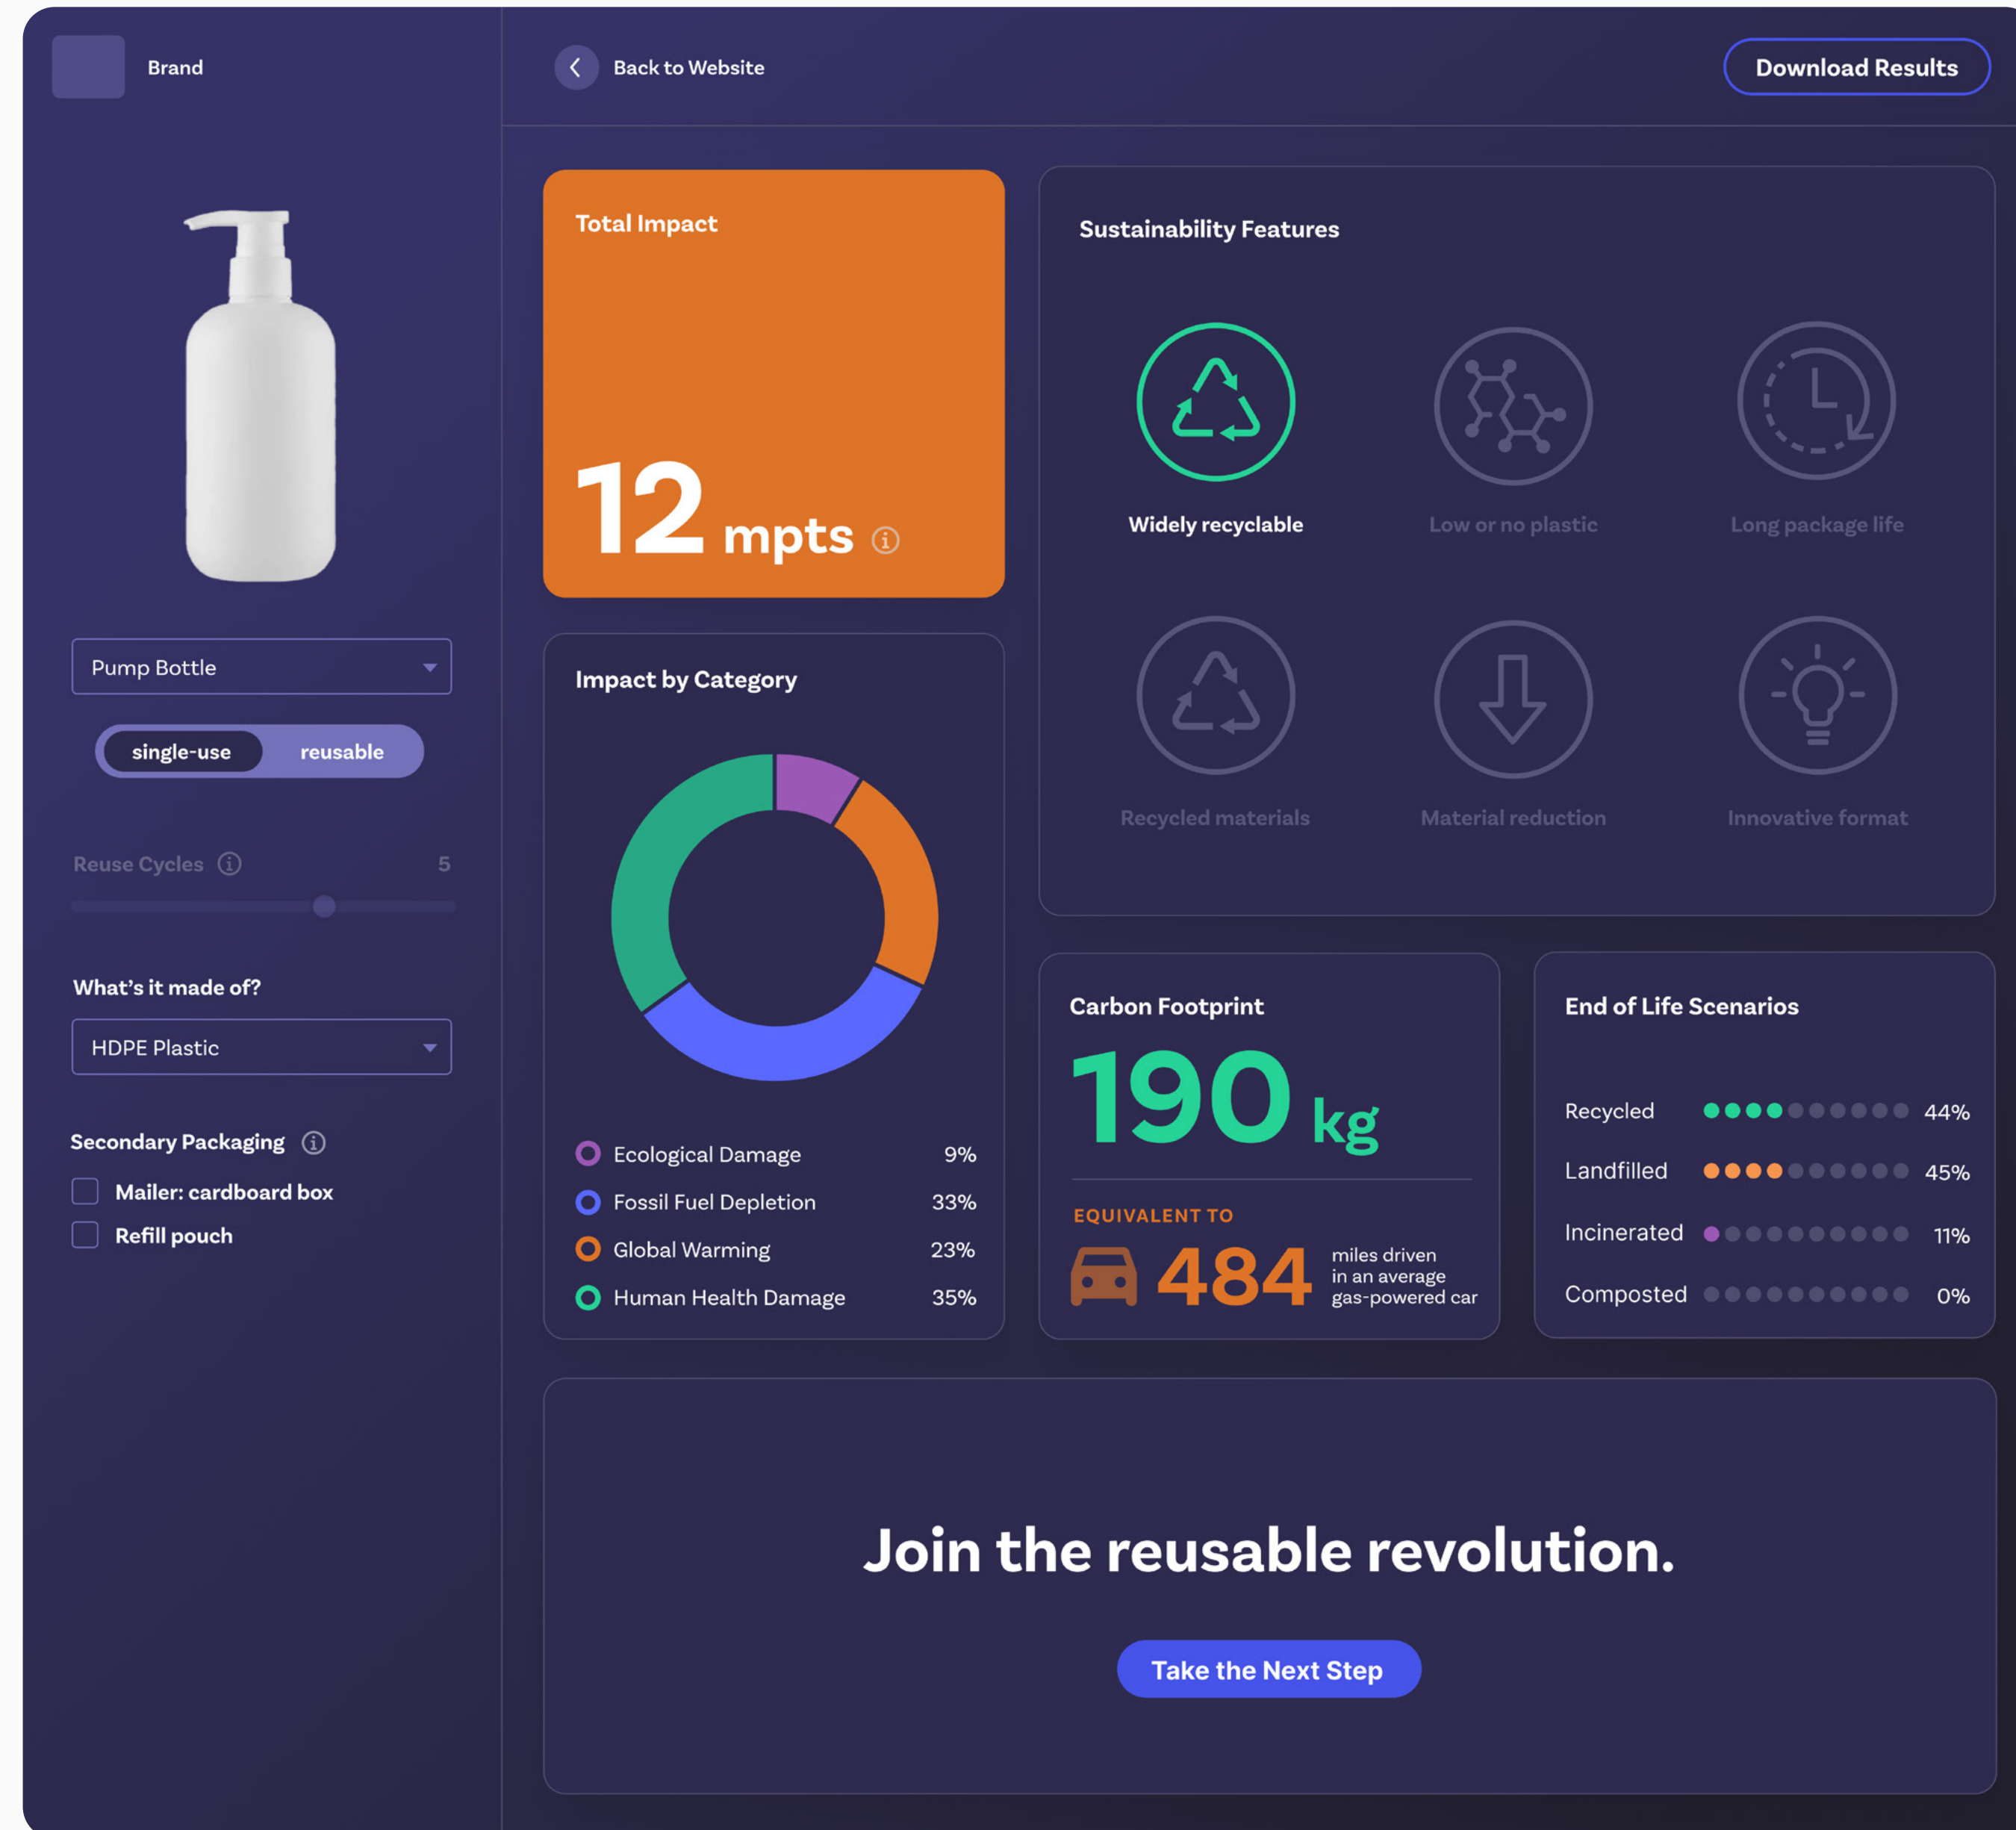 Brand
Back to Website
Download Results
Pump Bottle
single-use
reusable
Reuse Cycles
5
What's it made of?
HDPE Plastic
Secondary Packaging
Mailer: cardboard box
Refill pouch
Total Impact
12 mpts
Sustainability Features
Widely recyclable
Low or no plastic
Long package life
Recycled materials
Material reduction
Innovative format
Impact by Category
Ecological Damage 9%
Fossil Fuel Depletion 33%
Global Warming 23%
Human Health Damage 35%
Carbon Footprint
190 kg
EQUIVALENT TO
484
miles driven
in an average
gas-powered car
End of Life Scenarios
Recycled 44%
Landfilled 45%
Incinerated 11%
Composted 0%
Join the reusable revolution.
Take the Next Step